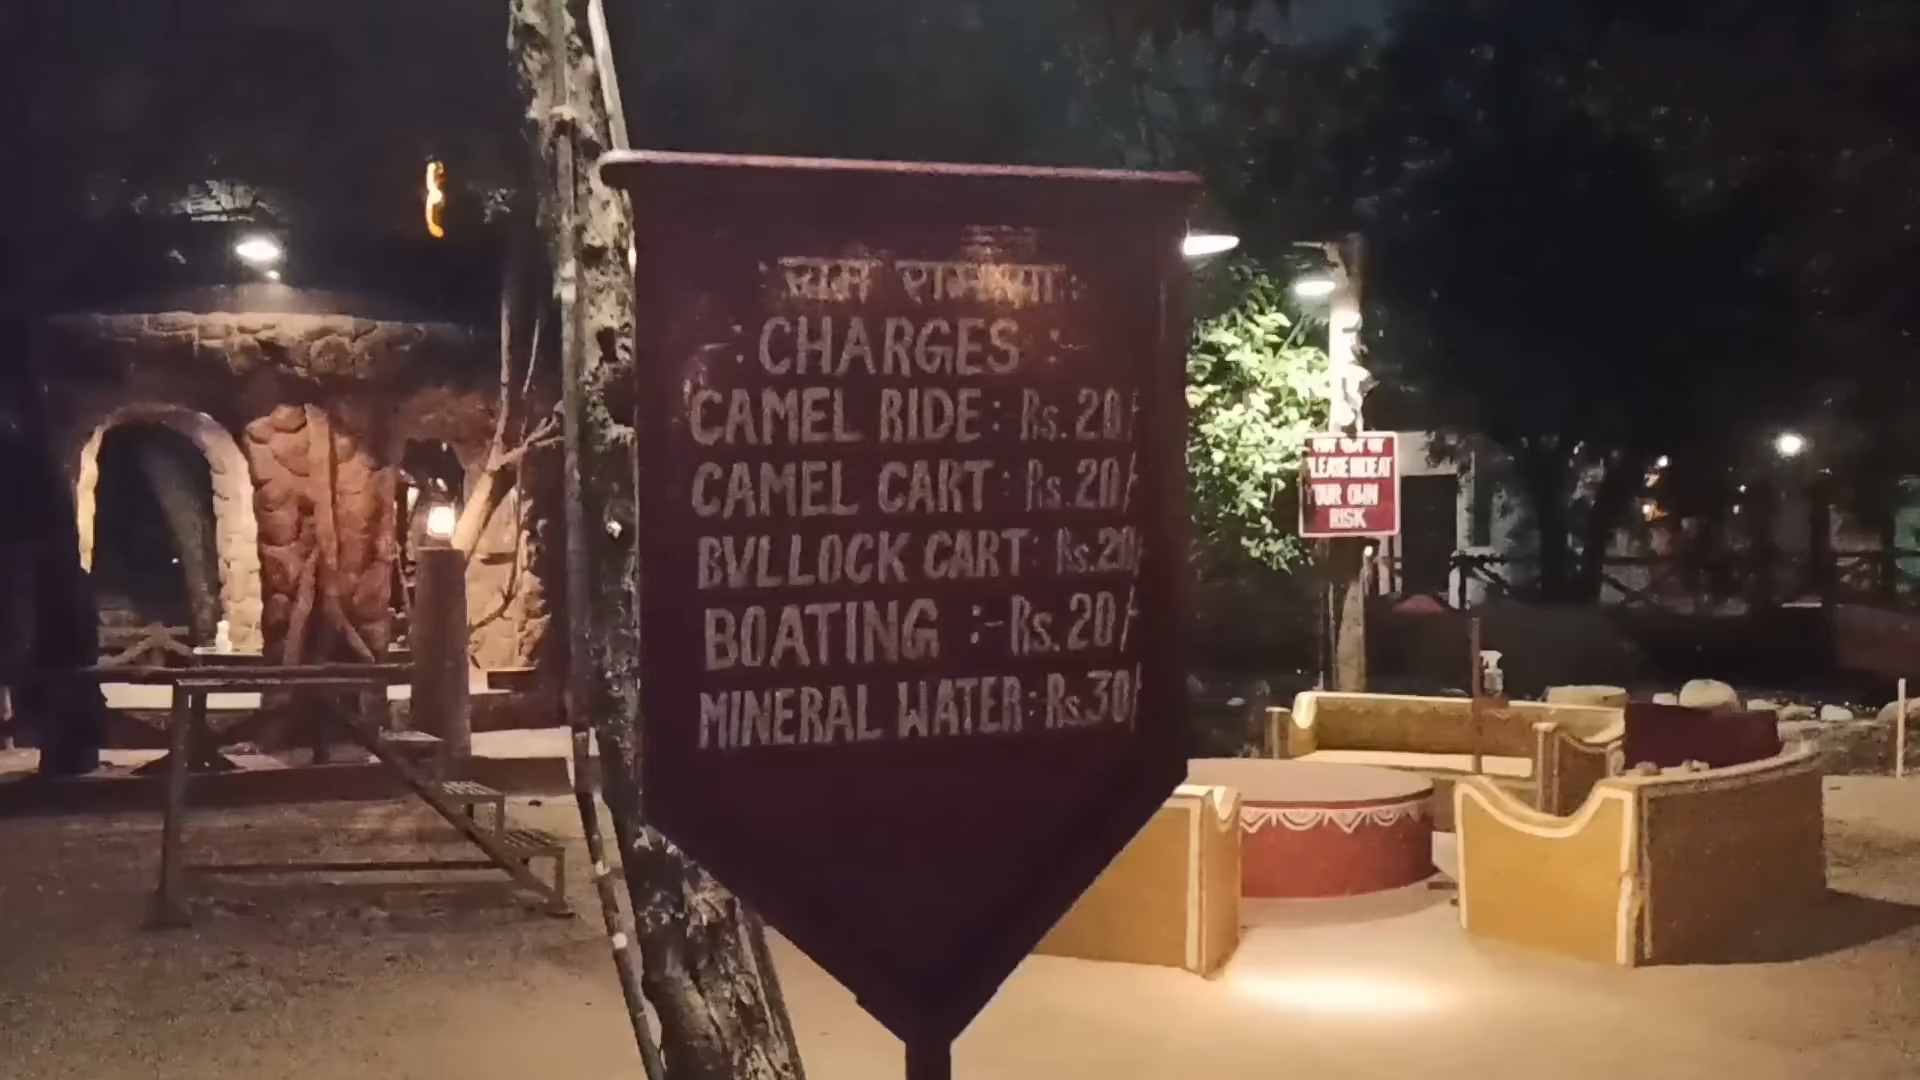 :राम राम सा:
:CHARGES:
CAMEL RIDE:-Rs.20/-
CAMEL CART:Rs.20/-
BVLLOCK CART:Rs.20/-
BOATING :-Rs.20/-
MINERAL WATER:Rs.30/-
PLEASE RIDE AT
YOUR OWN
RISK